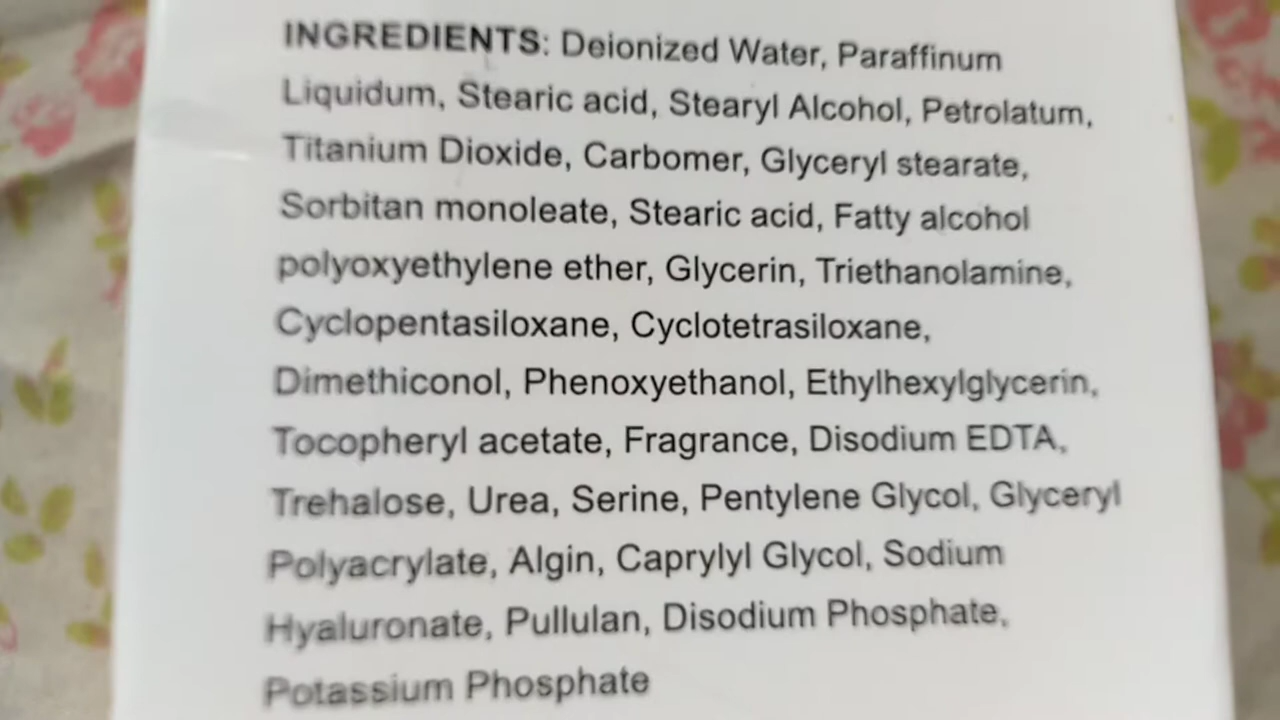 INGREDIENTS: Deionized Water, Paraffinum
Liquidum, Stearic acid, Stearyl Alcohol, Petrolatum,
Titanium Dioxide, Carbomer, Glyceryl stearate,
Sorbitan monoleate, Stearic acid, Fatty alcohol
polyoxyethylene ether, Glycerin, Triethanolamine,
Cyclopentasiloxane, Cyclotetrasiloxane,
Dimethiconol, Phenoxyethanol, Ethylhexylglycerin,
Tocopheryl acetate, Fragrance, Disodium EDTA,
Trehalose, Urea, Serine, Pentylene Glycol, Glyceryl
Polyacrylate, Algin, Caprylyl Glycol, Sodium
Hyaluronate, Pullulan, Disodium Phosphate,
Potassium Phosphate